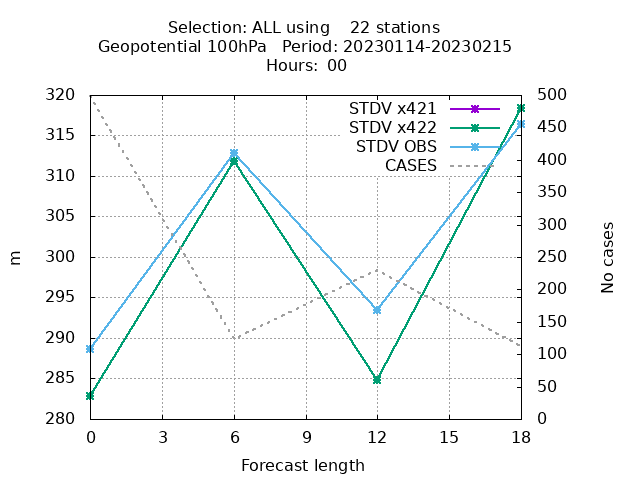 Selection: ALL using    22 stations
Geopotential 100hPa   Period: 20230114-20230215
Hours: 00
STDV x421
STDV x422
STDV OBS
CASES
320
315
310
305
300
295
290
285
280
m
500
450
400
350
300
250
200
150
100
50
0
No cases
0 3 6 9 12 15 18
Forecast length